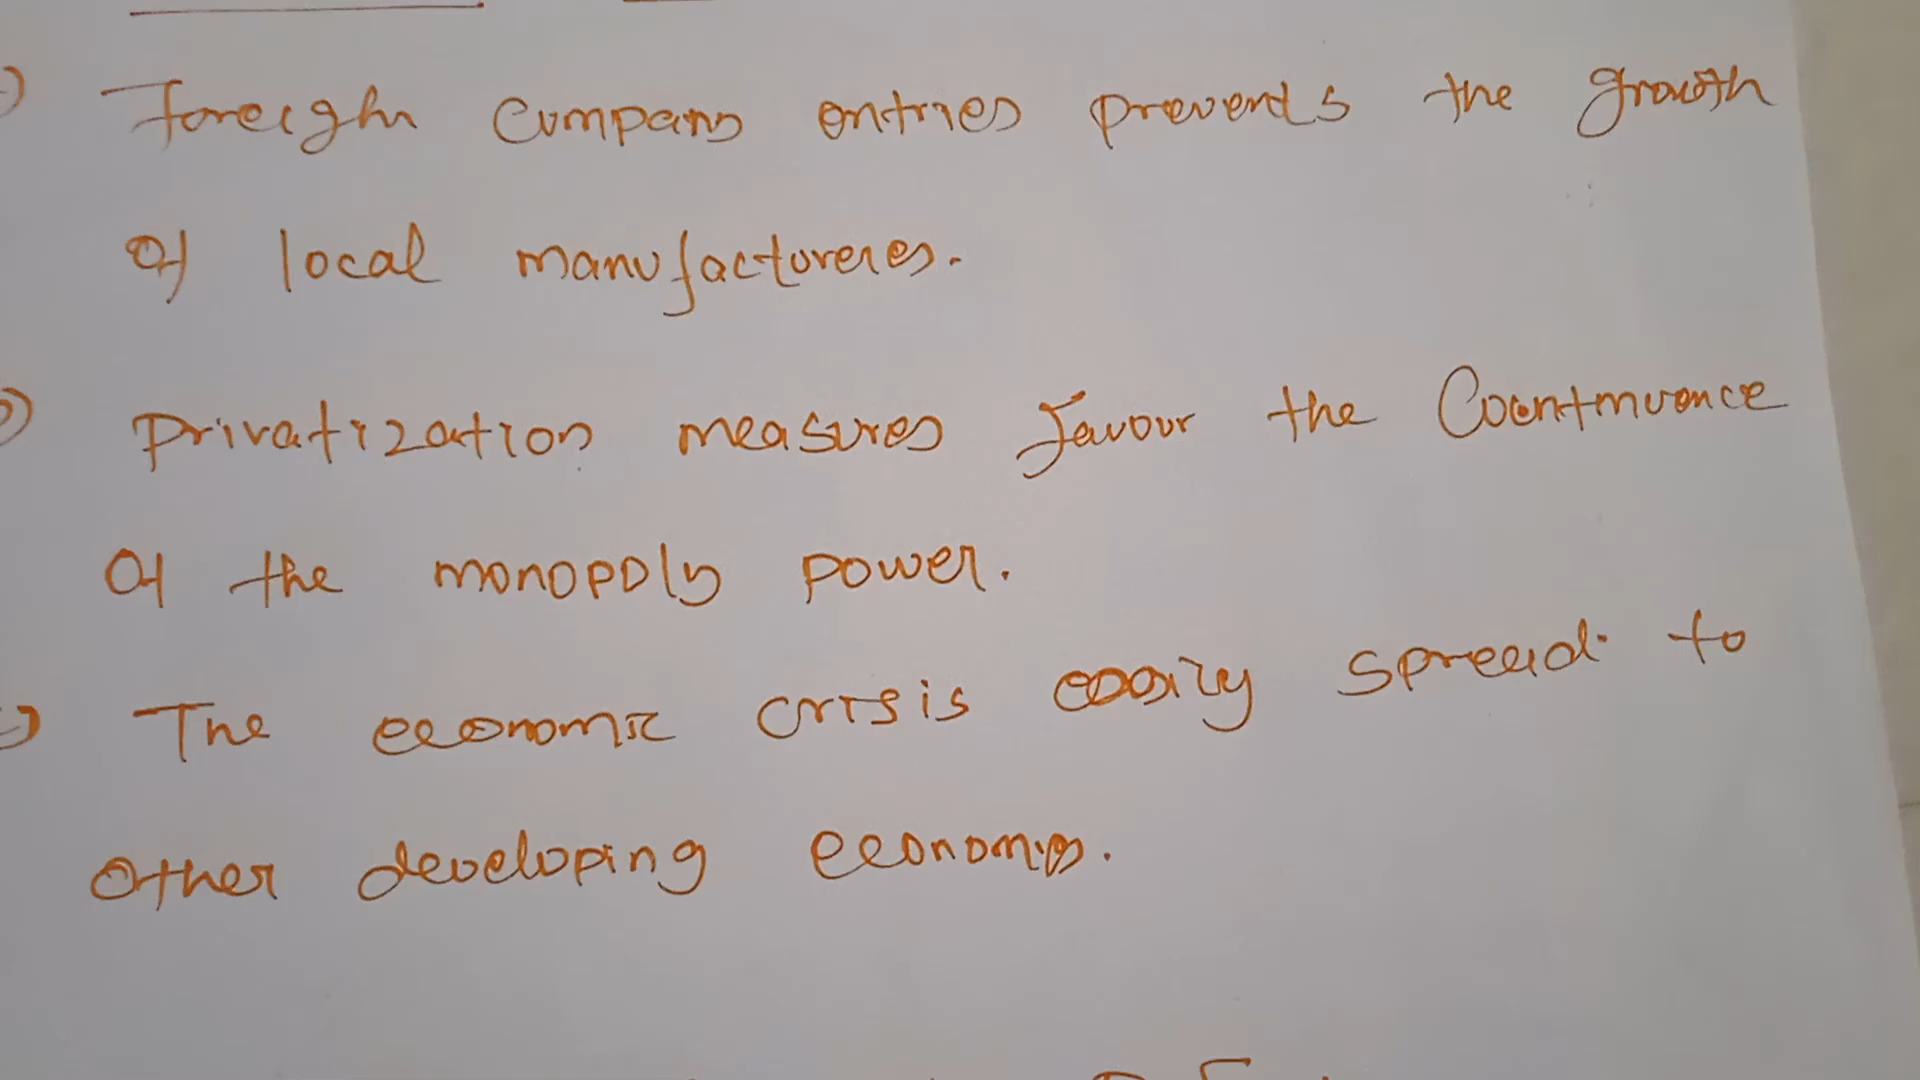 Foreign company entries prevents the growth
of local manufactureres.
privatization measures favour the Countinuence
Of the monopoly power.
The economic crisis easily spread to
other developing economies.